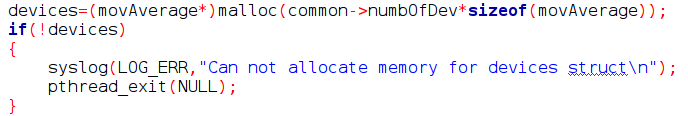 devices=(movAverage*)malloc(common->numbOfDev*sizeof(movAverage));
if(!devices)
{
    syslog(LOG_ERR,"Can not allocate memory for devices struct\n");
    pthread_exit(NULL);
}